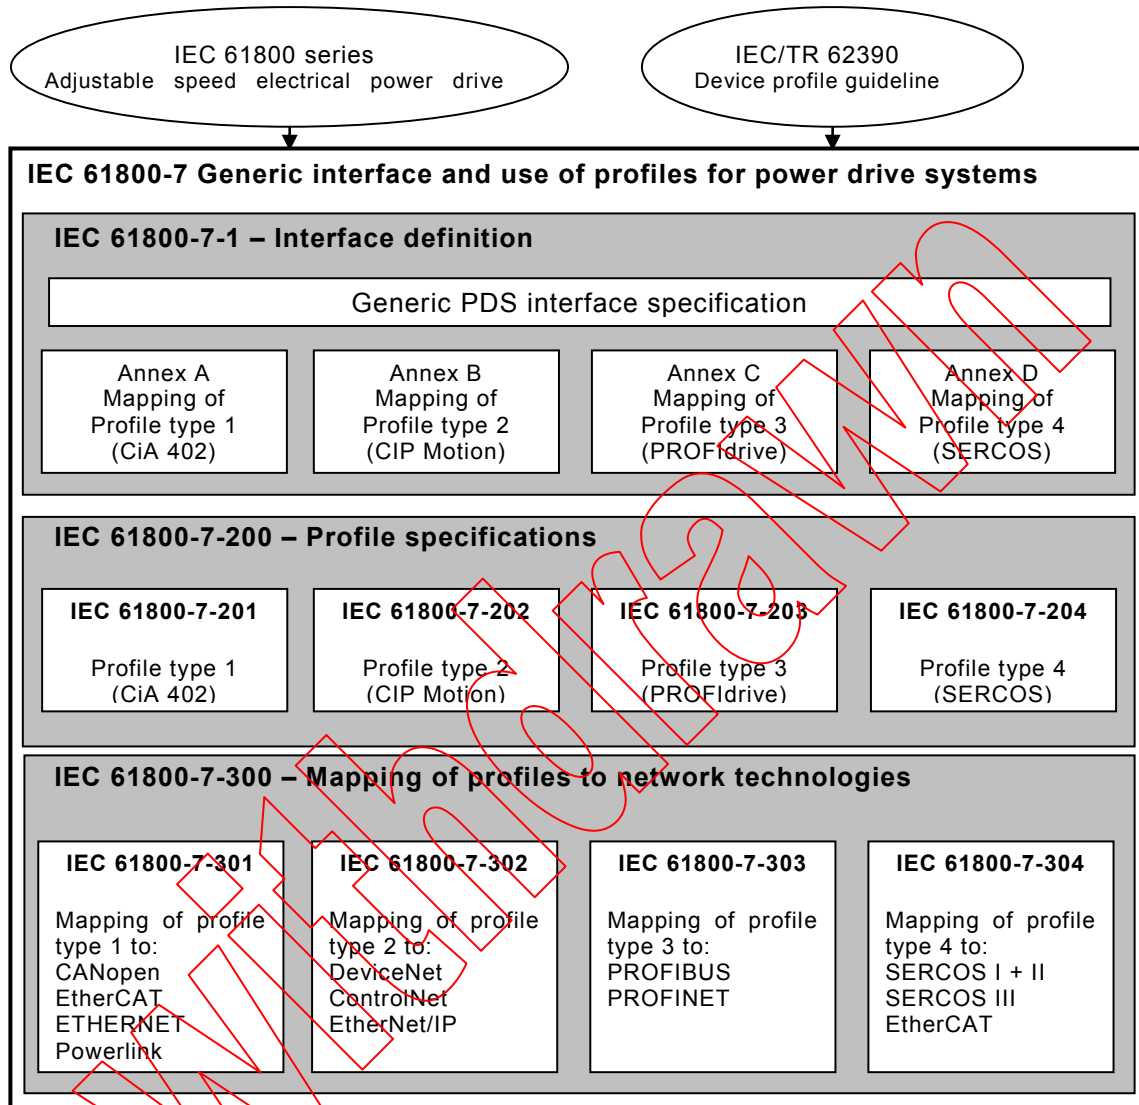 IEC 61800 series
Adjustable speed electrical power drive
IEC/TR 62390
Device profile guideline
IEC 61800-7 Generic interface and use of profiles for power drive systems
IEC 61800-7-1 – Interface definition
Generic PDS interface specification
Annex A
Mapping of
Profile type 1
(CiA 402)
Annex B
Mapping of
Profile type 2
(CIP Motion)
Annex C
Mapping of
Profile type 3
(PROFIdrive)
Annex D
Mapping of
Profile type 4
(SERCOS)
IEC 61800-7-200 – Profile specifications
IEC 61800-7-201
Profile type 1
(CiA 402)
IEC 61800-7-202
Profile type 2
(CIP Motion)
IEC 61800-7-203
Profile type 3
(PROFIdrive)
IEC 61800-7-204
Profile type 4
(SERCOS)
IEC 61800-7-300 – Mapping of profiles to network technologies
IEC 61800-7-301
Mapping of profile
type 1 to:
CANopen
EtherCAT
ETHERNET
Powerlink
IEC 61800-7-302
Mapping of profile
type 2 to:
DeviceNet
ControlNet
EtherNet/IP
IEC 61800-7-303
Mapping of profile
type 3 to:
PROFIBUS
PROFINET
IEC 61800-7-304
Mapping of profile
type 4 to:
SERCOS I + II
SERCOS III
EtherCAT
Withdrawn